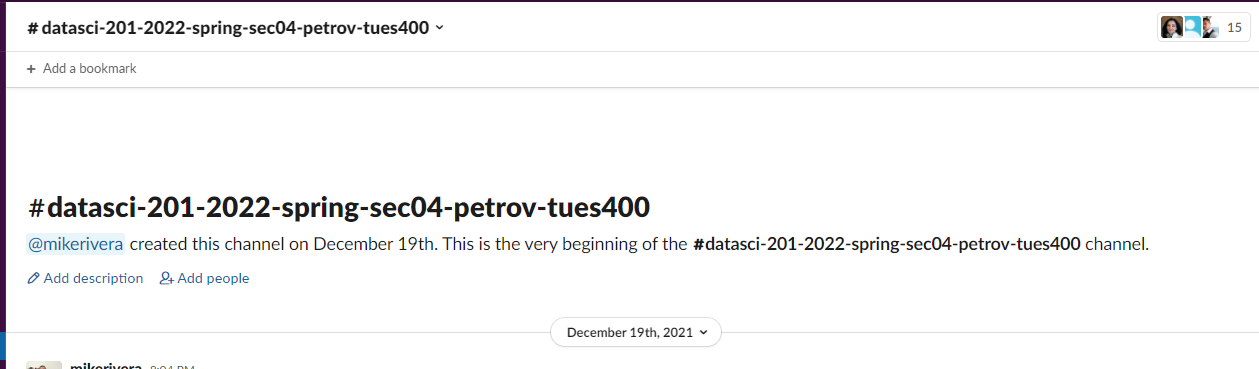 # datasci-201-2022-spring-sec04-petrov-tues400
15
+ Add a bookmark
#datasci-201-2022-spring-sec04-petrov-tues400
@mikerivera created this channel on December 19th. This is the very beginning of the #datasci-201-2022-spring-sec04-petrov-tues400 channel.
Add description Add people
December 19th, 2021
mikerivera